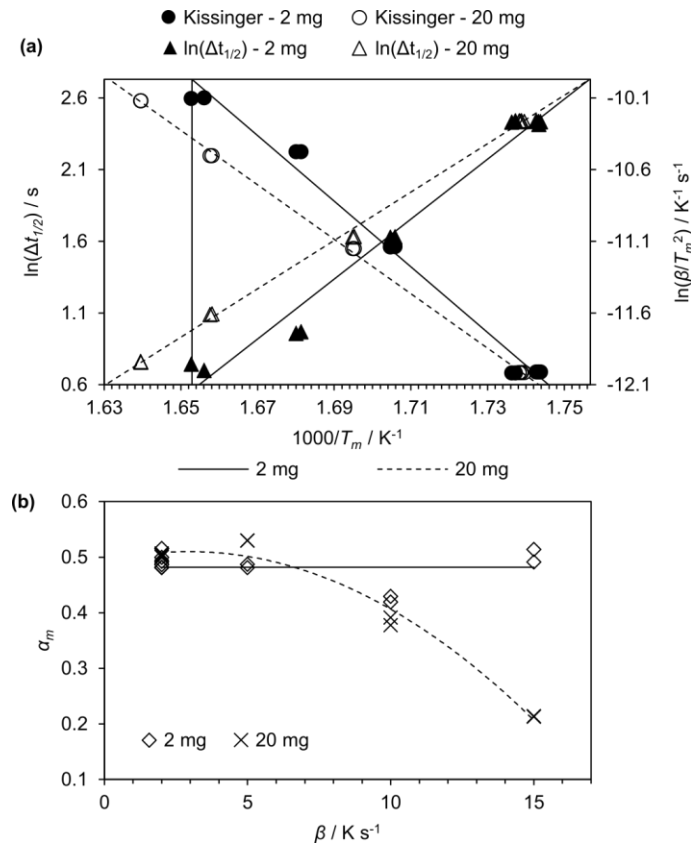 ● Kissinger - 2 mg ○ Kissinger - 20 mg
(a) ▲ ln(Δt1/2) - 2 mg △ ln(Δt1/2) - 20 mg
2.6
2.1
1.6
1.1
0.6
ln(Δt1/2) / s
-10.1
-10.6
-11.1
-11.6
-12.1
ln(β/Tm²) / K⁻¹ s⁻¹
1.63 1.65 1.67 1.69 1.71 1.73 1.75
1000/Tm / K⁻¹
2 mg 20 mg
(b)
0.6
0.5
0.4
0.3
0.2
0.1
αm
◇ 2 mg × 20 mg
0 5 10 15
β / K s⁻¹